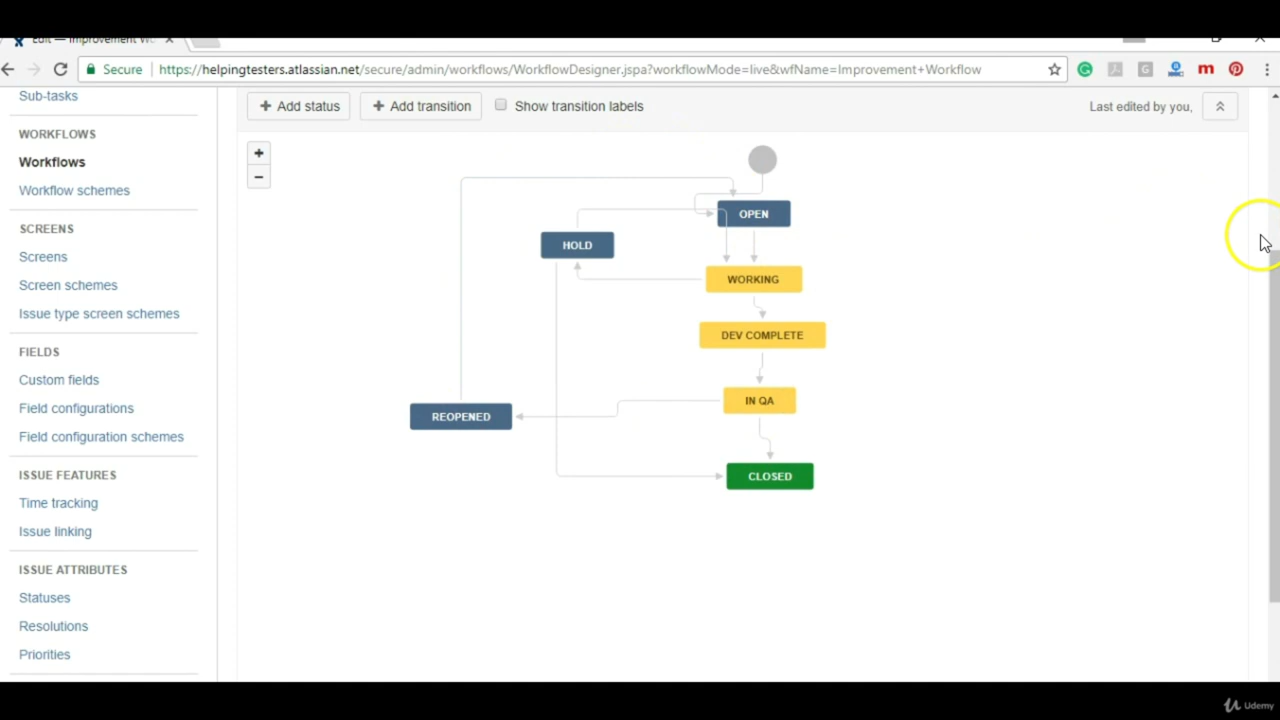 Edit — Improvement Wo
Secure
https://helpingtesters.atlassian.net/secure/admin/workflows/WorkflowDesigner.jspa?workflowMode=live&wfName=Improvement+Workflow
Sub-tasks
WORKFLOWS
Workflows
Workflow schemes
SCREENS
Screens
Screen schemes
Issue type screen schemes
FIELDS
Custom fields
Field configurations
Field configuration schemes
ISSUE FEATURES
Time tracking
Issue linking
ISSUE ATTRIBUTES
Statuses
Resolutions
Priorities
+ Add status
+ Add transition
Show transition labels
Last edited by you,
+
−
OPEN
HOLD
WORKING
DEV COMPLETE
IN QA
REOPENED
CLOSED
Udemy